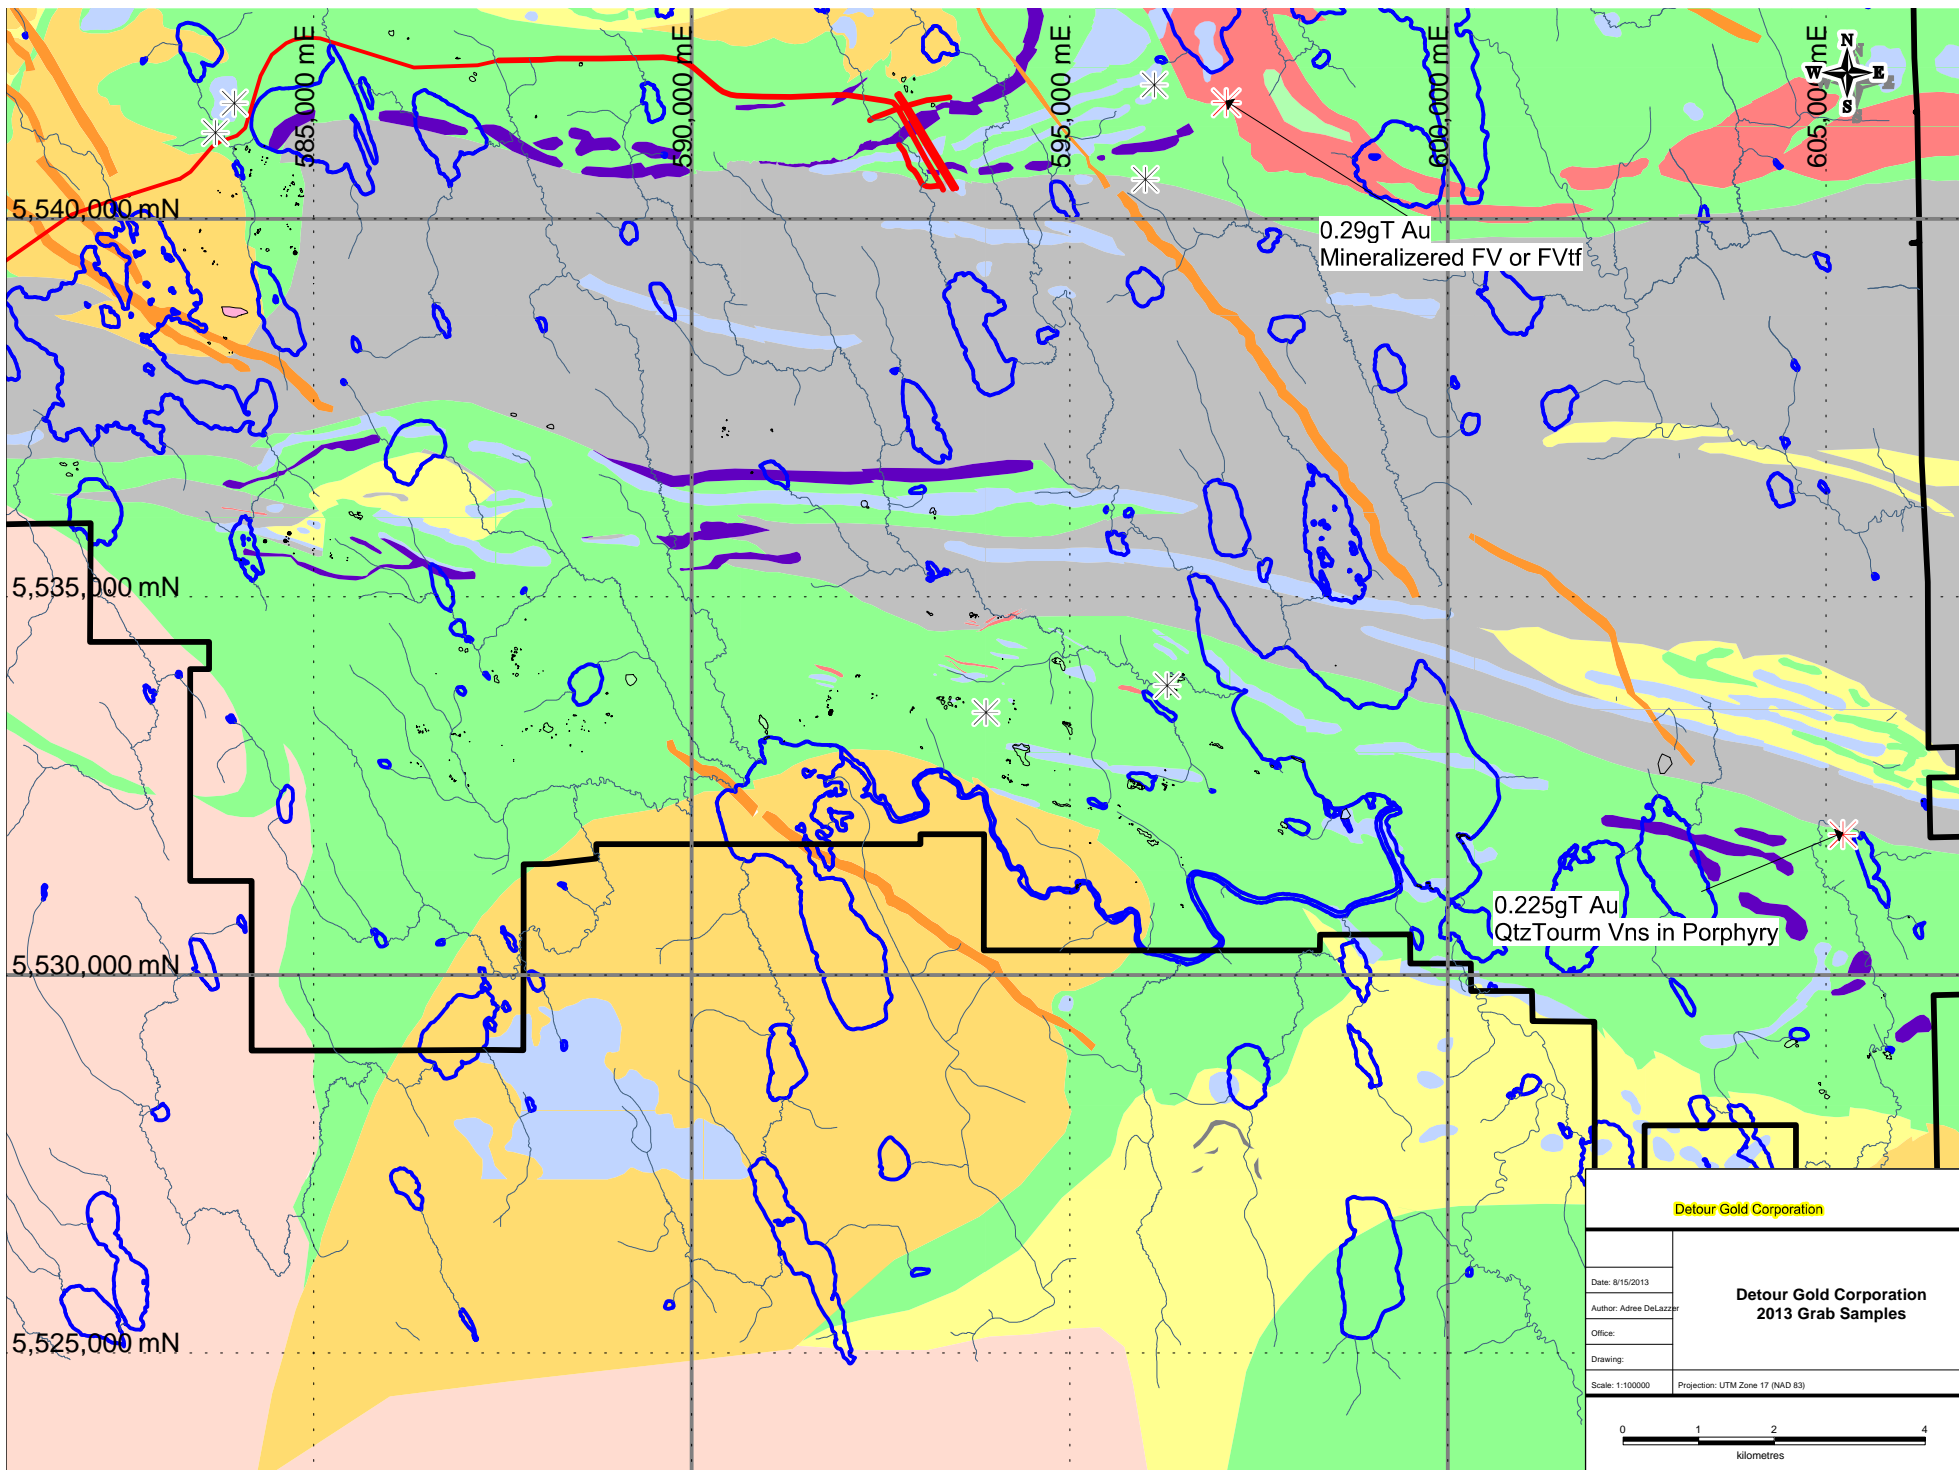 585,000 mE
590,000 mE
595,000 mE
600,000 mE
605,000 mE
N
W E
S
5,540,000 mN
0.29gT Au
Mineralizered FV or FVtf
5,535,000 mN
0.225gT Au
QtzTourm Vns in Porphyry
5,530,000 mN
5,525,000 mN
Detour Gold Corporation
Date: 8/15/2013
Author: Adree DeLazzer
Office:
Drawing:
Scale: 1:100000
Detour Gold Corporation
2013 Grab Samples
Projection: UTM Zone 17 (NAD 83)
0 1 2 4
kilometres